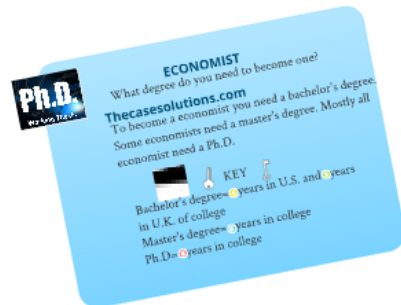 ECONOMIST
What degree do you need to become one?
Ph.D.
Thecasesolutions.com
To become a economist you need a bachelor's degree.
Some economists need a master's degree. Mostly all
economist need a Ph.D.
KEY
Bachelor's degree= years in U.S. and years
in U.K. of college
Master's degree= years in college
Ph.D= years in college